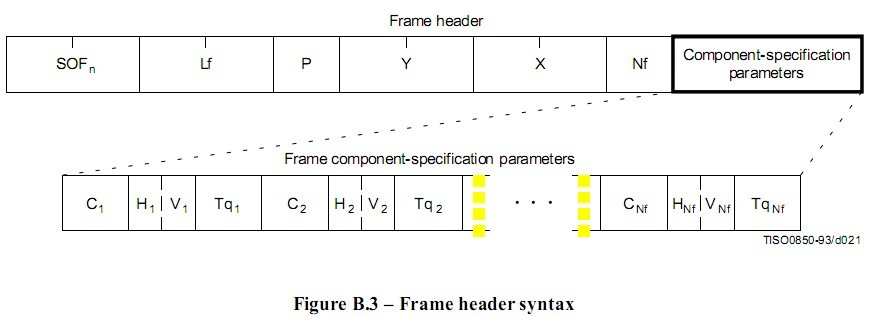 Frame header
SOFn Lf P Y X Nf Component-specification
parameters
Frame component-specification parameters
C1 H1 V1 Tq1 C2 H2 V2 Tq2 · · · CNf HNf VNf TqNf
TISO0850-93/d021
Figure B.3 – Frame header syntax